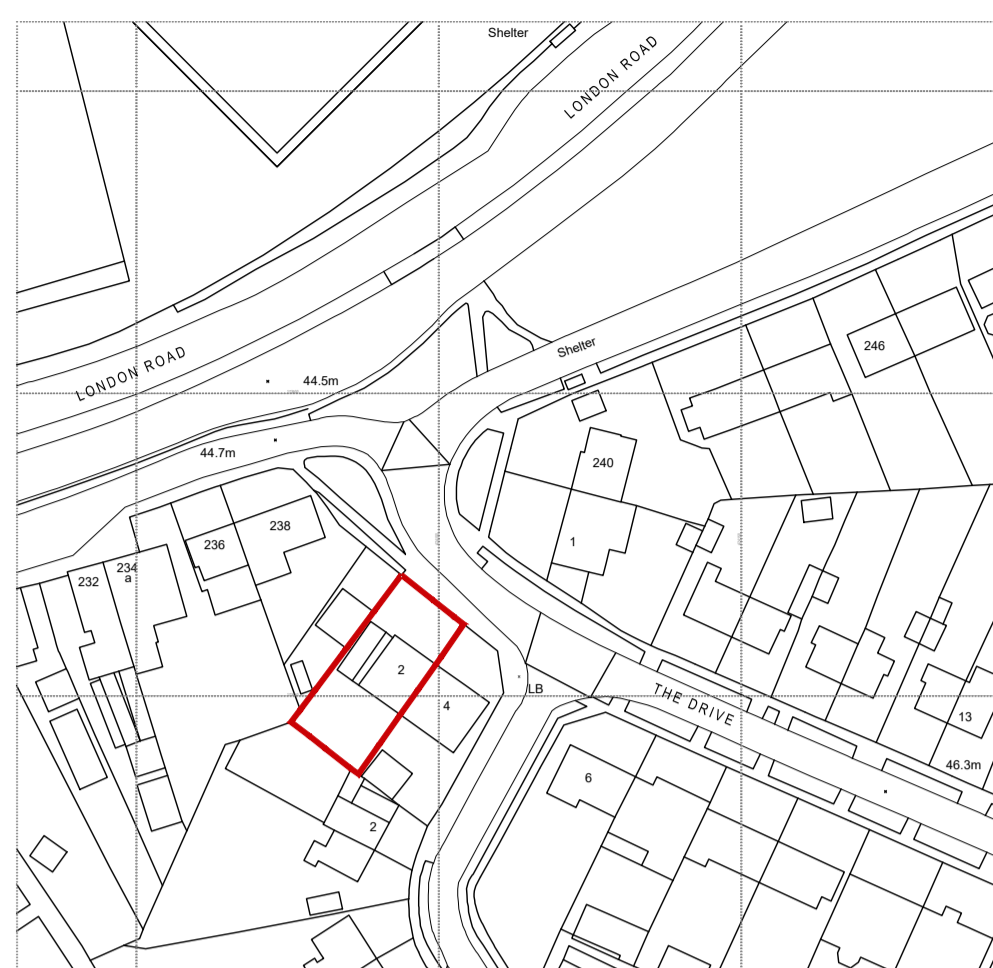 Shelter
LONDON ROAD
LONDON ROAD
Shelter
246
44.5m
44.7m
240
238
236
1
234
a
232
2
LB
4
THE DRIVE
13
46.3m
6
2